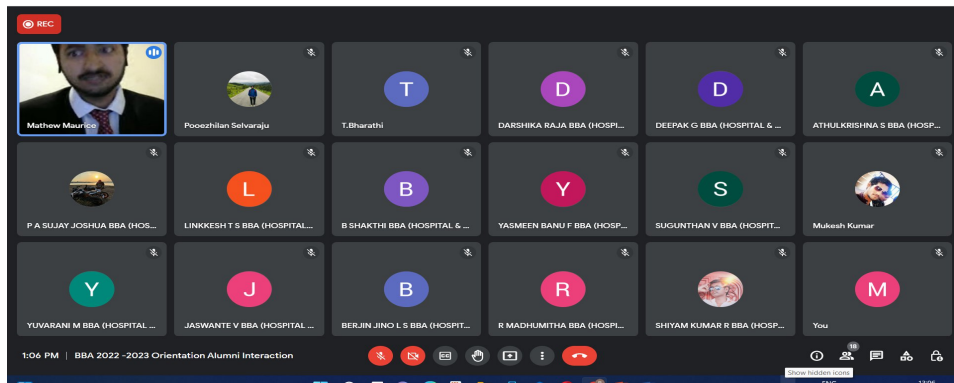 REC
Mathew Maurice
Pooezhilan Selvaraju
T
T.Bharathi
D
DARSHIKA RAJA BBA (HOSPI...
D
DEEPAK G BBA (HOSPITAL & ...
A
ATHULKRISHNA S BBA (HOSP...
P A SUJAY JOSHUA BBA (HOS...
L
LINKKESH T S BBA (HOSPITAL...
B
B SHAKTHI BBA (HOSPITAL & ...
Y
YASMEEN BANU F BBA (HOSP...
S
SUGUNTHAN V BBA (HOSPIT...
Mukesh Kumar
Y
YUVARANI M BBA (HOSPITAL ...
J
JASWANTE V BBA (HOSPITAL ...
B
BERJIN JINO L S BBA (HOSPIT...
R
R MADHUMITHA BBA (HOSPI...
SHIYAM KUMAR R BBA (HOSP...
M
You
1:06 PM | BBA 2022 -2023 Orientation Alumni Interaction
18
Show hidden icons